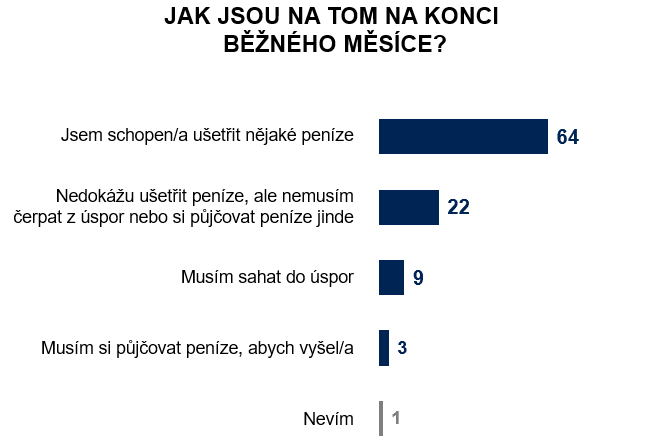 JAK JSOU NA TOM NA KONCI
BĚŽNÉHO MĚSÍCE?
Jsem schopen/a ušetřit nějaké peníze
64
Nedokážu ušetřit peníze, ale nemusím
čerpat z úspor nebo si půjčovat peníze jinde
22
Musím sahat do úspor
9
Musím si půjčovat peníze, abych vyšel/a
3
Nevím
1